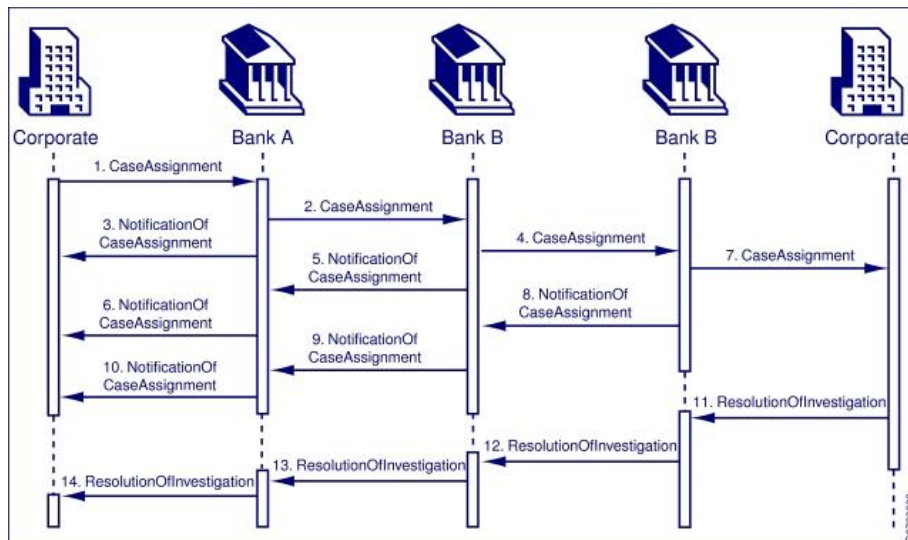 Corporate
Bank A
Bank B
Bank B
Corporate
1. CaseAssignment
2. CaseAssignment
3. NotificationOf
CaseAssignment
4. CaseAssignment
5. NotificationOf
CaseAssignment
7. CaseAssignment
6. NotificationOf
CaseAssignment
8. NotificationOf
CaseAssignment
9. NotificationOf
CaseAssignment
10. NotificationOf
CaseAssignment
11. ResolutionOfInvestigation
12. ResolutionOfInvestigation
13. ResolutionOfInvestigation
14. ResolutionOfInvestigation